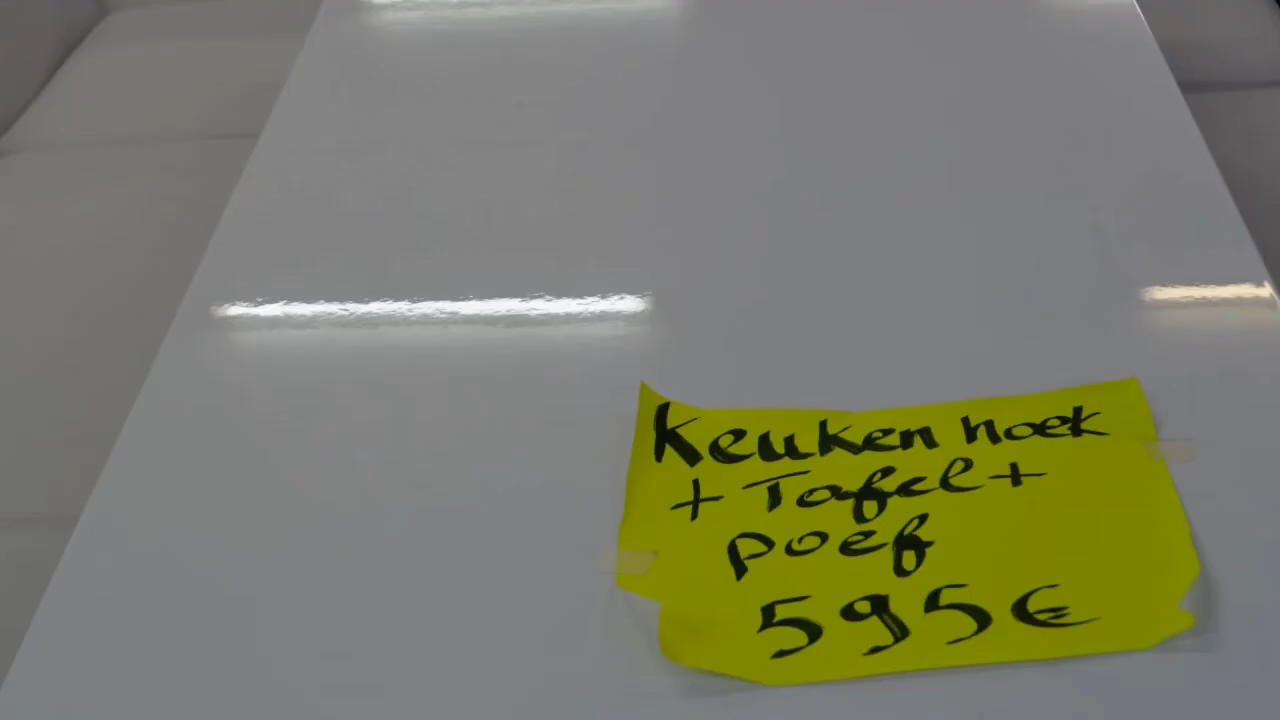 Keuken hoek
+ Tafel +
poef
595€